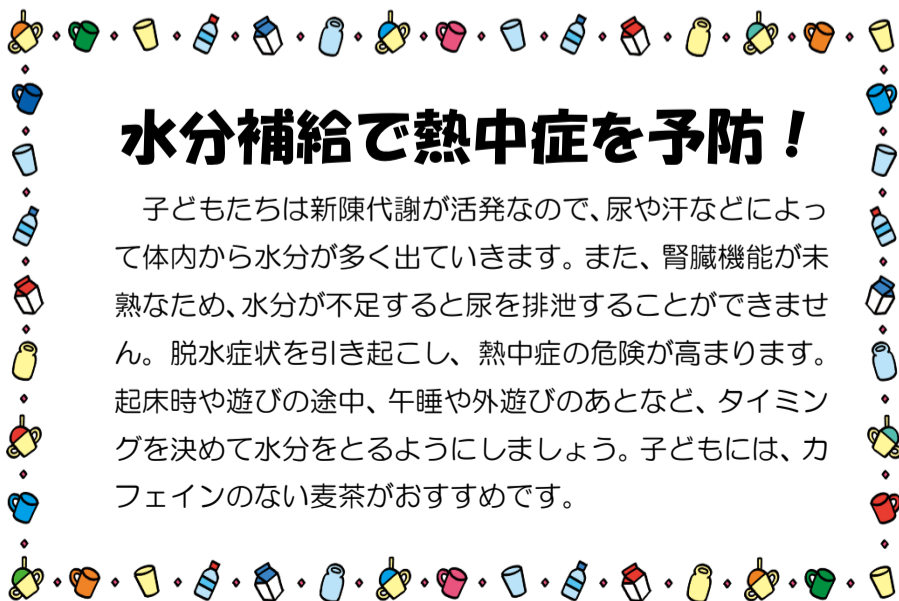 水分補給で熱中症を予防！
　子どもたちは新陳代謝が活発なので、尿や汗などによっ
て体内から水分が多く出ていきます。また、腎臓機能が未
熟なため、水分が不足すると尿を排泄することができませ
ん。脱水症状を引き起こし、熱中症の危険が高まります。
起床時や遊びの途中、午睡や外遊びのあとなど、タイミン
グを決めて水分をとるようにしましょう。子どもには、カ
フェインのない麦茶がおすすめです。